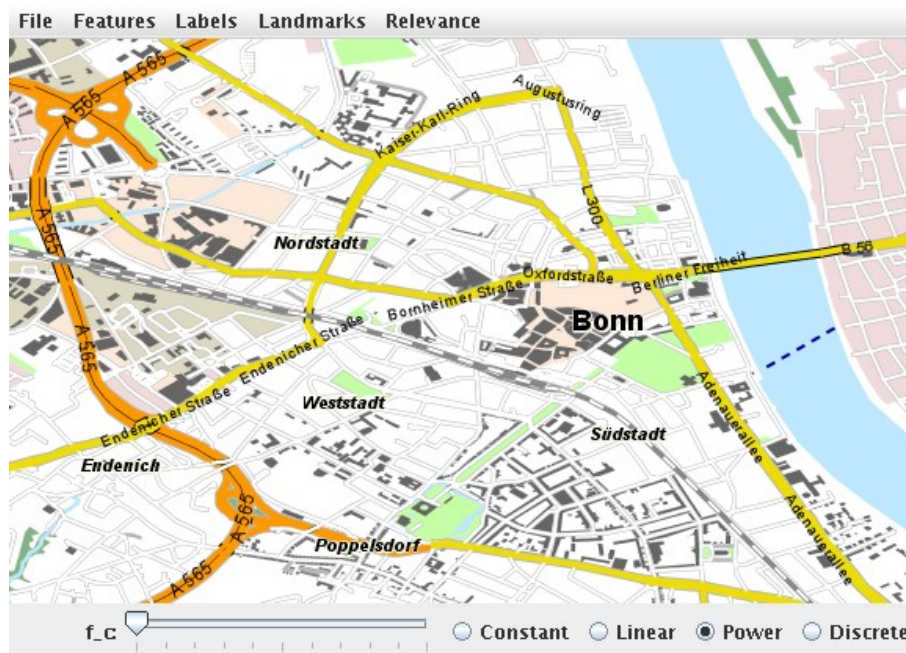 File Features Labels Landmarks Relevance
A 565
A 565
A 565
Kaiser-Karl-Ring
Augustusring
L 300
Nordstadt
A 565
B 56
Berliner Freiheit
Oxfordstraße
Bornheimer Straße
Bonn
Endenicher Straße
Endenicher Straße
A 565
Adenauerallee
Weststadt
Südstadt
Endenich
A 565
Adenauerallee
Poppelsdorf
A 565
f_c Constant Linear Power Discrete